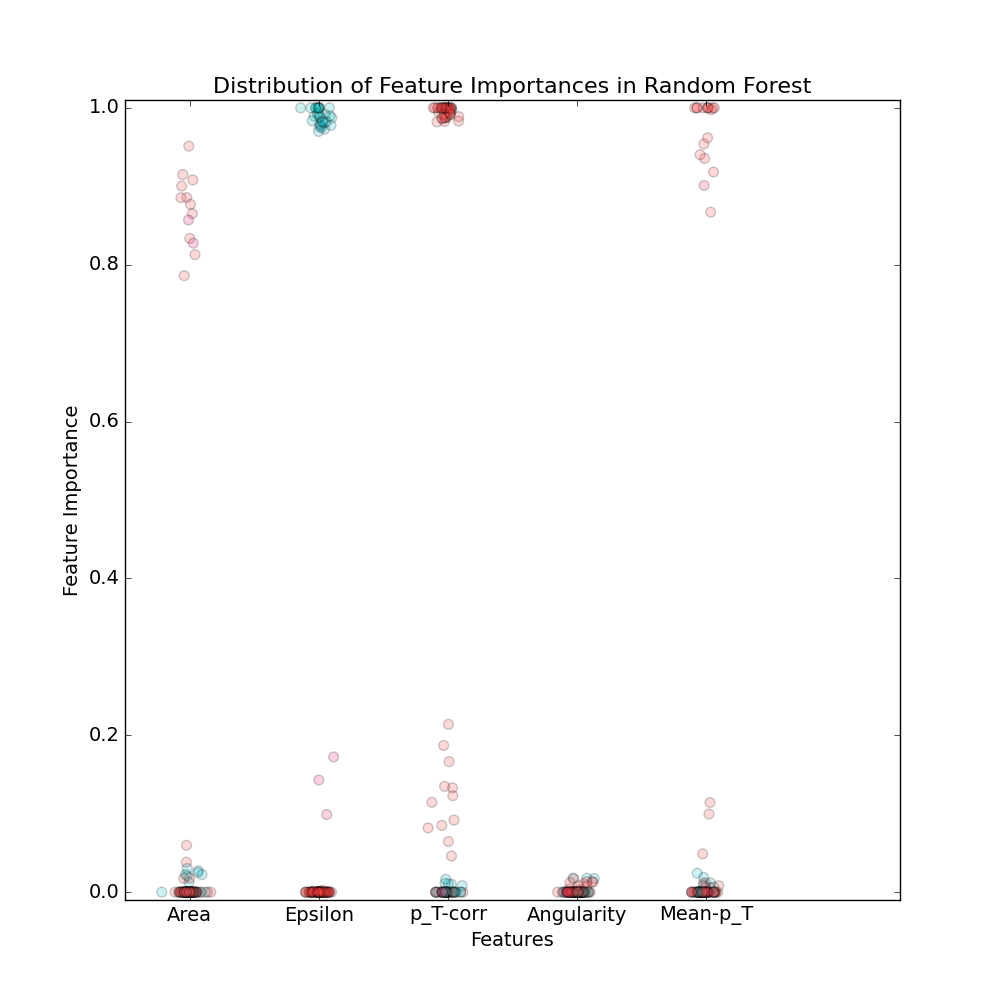 Distribution of Feature Importances in Random Forest
1.0
0.8
0.6
0.4
0.2
0.0
Feature Importance
Area Epsilon p_T-corr Angularity Mean-p_T
Features